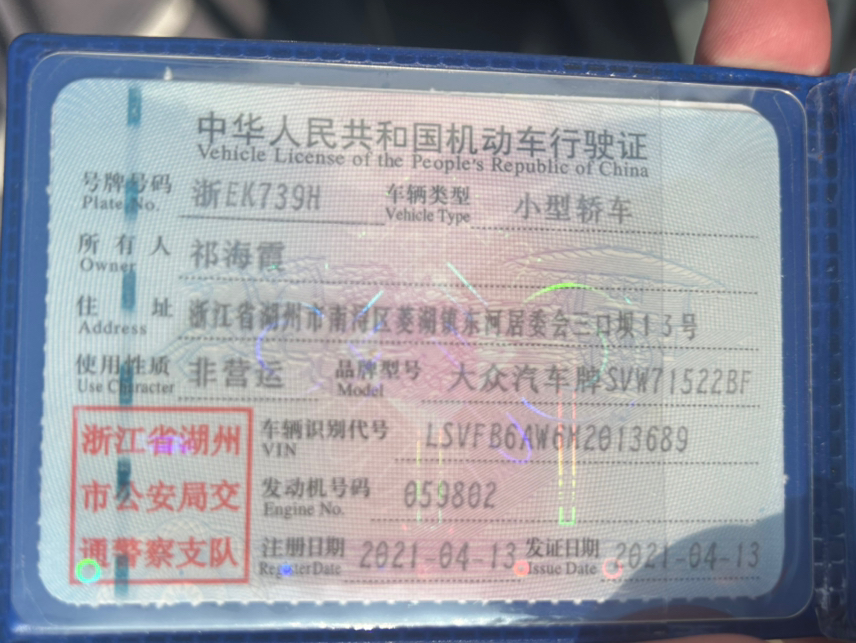 中华人民共和国机动车行驶证
Vehicle License of the People's Republic of China
号牌号码 浙EK739H 车辆类型 小型轿车
Plate No. Vehicle Type
所有人 祁海霞
Owner
住址 浙江省湖州市南浔区菱湖镇东河居委会三口坝13号
Address
使用性质 非营运 品牌型号 大众汽车牌SVW71522BF
Use Character Model
浙江省湖州 车辆识别代号 LSVFB6AW6M2013689
VIN
市公安局交 发动机号码 059802
Engine No.
通警察支队 注册日期 2021-04-13 发证日期 2021-04-13
Register Date Issue Date